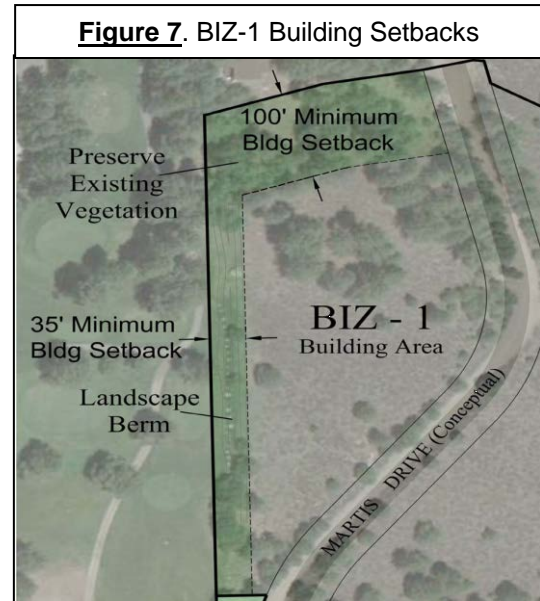 Figure 7. BIZ-1 Building Setbacks
100' Minimum
Bldg Setback
Preserve
Existing
Vegetation
35' Minimum
Bldg Setback
BIZ - 1
Building Area
Landscape
Berm
MARTIS DRIVE (Conceptual)